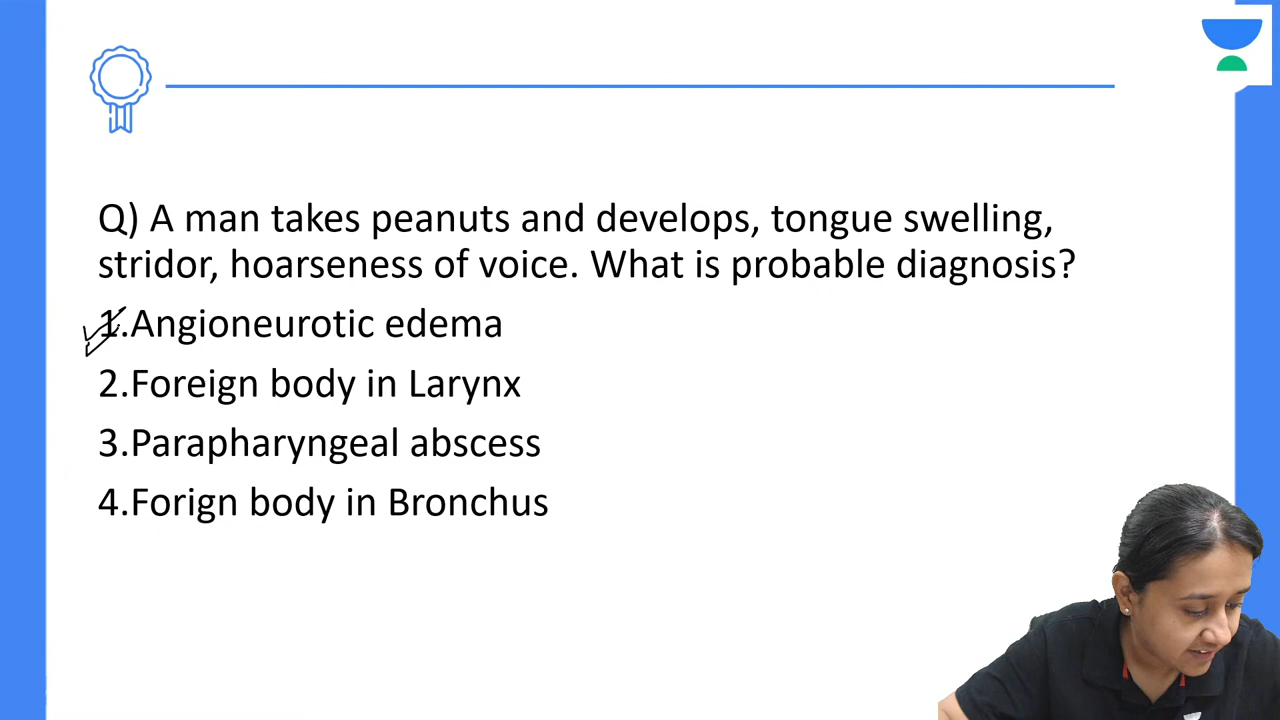 Q) A man takes peanuts and develops, tongue swelling,
stridor, hoarseness of voice. What is probable diagnosis?
1.Angioneurotic edema
2.Foreign body in Larynx
3.Parapharyngeal abscess
4.Forign body in Bronchus